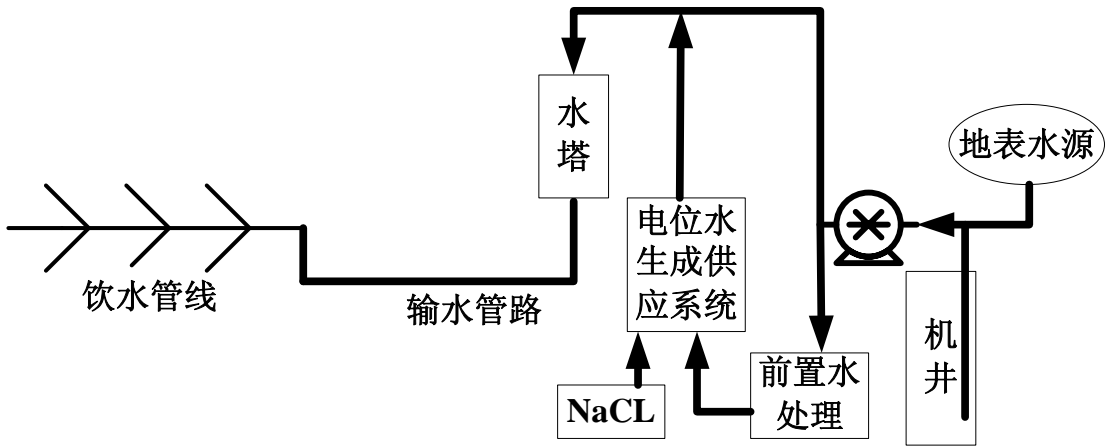 水
塔
地表水源
电位水
生成供
应系统
饮水管线
输水管路
机
井
前置水
处理
NaCL